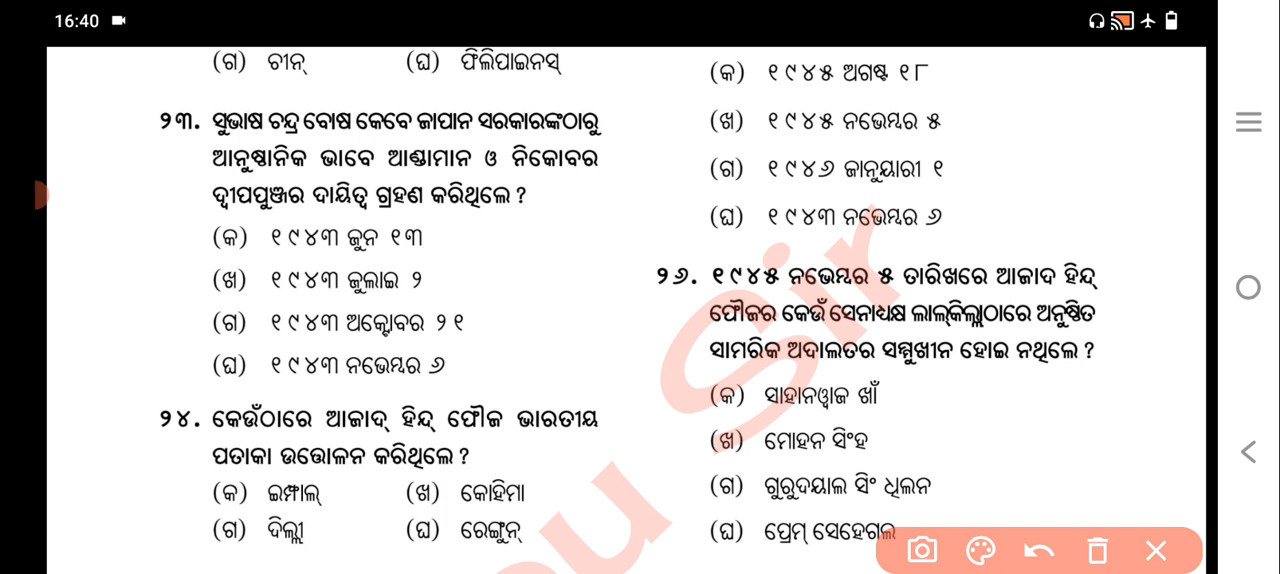 16:40
(ଗ) ଚୀନ୍ (ଘ) ଫିଲିପାଇନସ୍
୨୩. ସୁଭାଷ ଚନ୍ଦ୍ର ବୋଷ କେବେ ଜାପାନ ସରକାରଙ୍କଠାରୁ
ଆନୁଷ୍ଠାନିକ ଭାବେ ଆଣ୍ଡାମାନ ଓ ନିକୋବର
ଦ୍ୱୀପପୁଞ୍ଜର ଦାୟିତ୍ୱ ଗ୍ରହଣ କରିଥିଲେ ?
(କ) ୧୯୪୩ ଜୁନ ୧୩
(ଖ) ୧୯୪୩ ଜୁଲାଇ ୨
(ଗ) ୧୯୪୩ ଅକ୍ଟୋବର ୨୧
(ଘ) ୧୯୪୩ ନଭେମ୍ବର ୬
୨୪. କେଉଁଠାରେ ଆଜାଦ୍ ହିନ୍ଦ୍ ଫୌଜ ଭାରତୀୟ
ପତାକା ଉତ୍ତୋଳନ କରିଥିଲେ ?
(କ) ଇମ୍ଫାଲ୍ (ଖ) କୋହିମା
(ଗ) ଦିଲ୍ଲୀ (ଘ) ରେଙ୍ଗୁନ୍
(କ) ୧୯୪୫ ଅଗଷ୍ଟ ୧୮
(ଖ) ୧୯୪୫ ନଭେମ୍ବର ୫
(ଗ) ୧୯୪୬ ଜାନୁୟାରୀ ୧
(ଘ) ୧୯୪୩ ନଭେମ୍ବର ୬
୨୬. ୧୯୪୫ ନଭେମ୍ବର ୫ ତାରିଖରେ ଆଜାଦ ହିନ୍ଦ୍
ଫୌଜର କେଉଁ ସେନାଧ୍ୟକ୍ଷ ଲାଲ୍‌କିଲ୍ଲାଠାରେ ଅନୁଷ୍ଠିତ
ସାମରିକ ଅଦାଲତର ସମ୍ମୁଖୀନ ହୋଇ ନଥିଲେ ?
(କ) ସାହାନୱାଜ ଖାଁ
(ଖ) ମୋହନ ସିଂହ
(ଗ) ଗୁରୁଦୟାଲ ସିଂ ଧିଲନ
(ଘ) ପ୍ରେମ୍ ସେହେଗଲ
u Sir